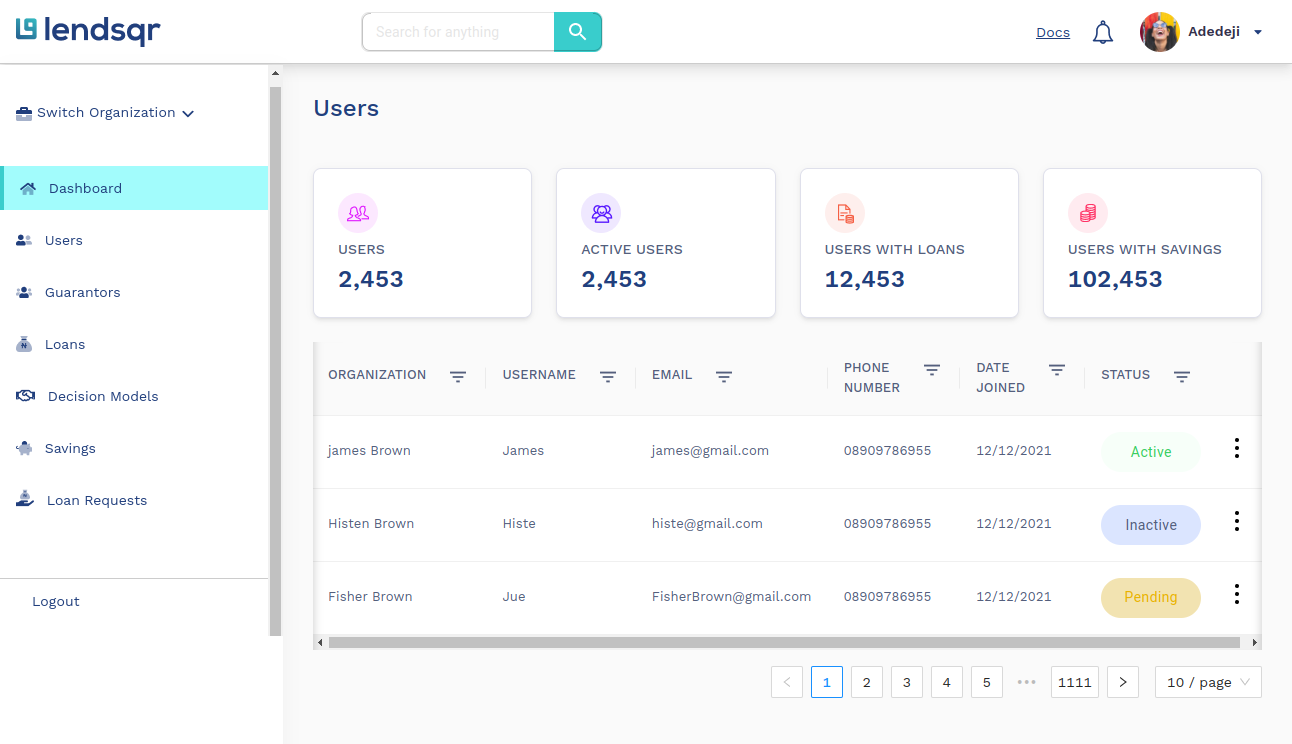 lendsqr
Search for anything
Docs
Adedeji
Switch Organization
Dashboard
Users
Guarantors
Loans
Decision Models
Savings
Loan Requests
Logout
Users
USERS
2,453
ACTIVE USERS
2,453
USERS WITH LOANS
12,453
USERS WITH SAVINGS
102,453
ORGANIZATION USERNAME EMAIL PHONE NUMBER DATE JOINED STATUS
james Brown James james@gmail.com 08909786955 12/12/2021 Active
Histen Brown Histe histe@gmail.com 08909786955 12/12/2021 Inactive
Fisher Brown Jue FisherBrown@gmail.com 08909786955 12/12/2021 Pending
< 1 2 3 4 5 ••• 1111 > 10 / page